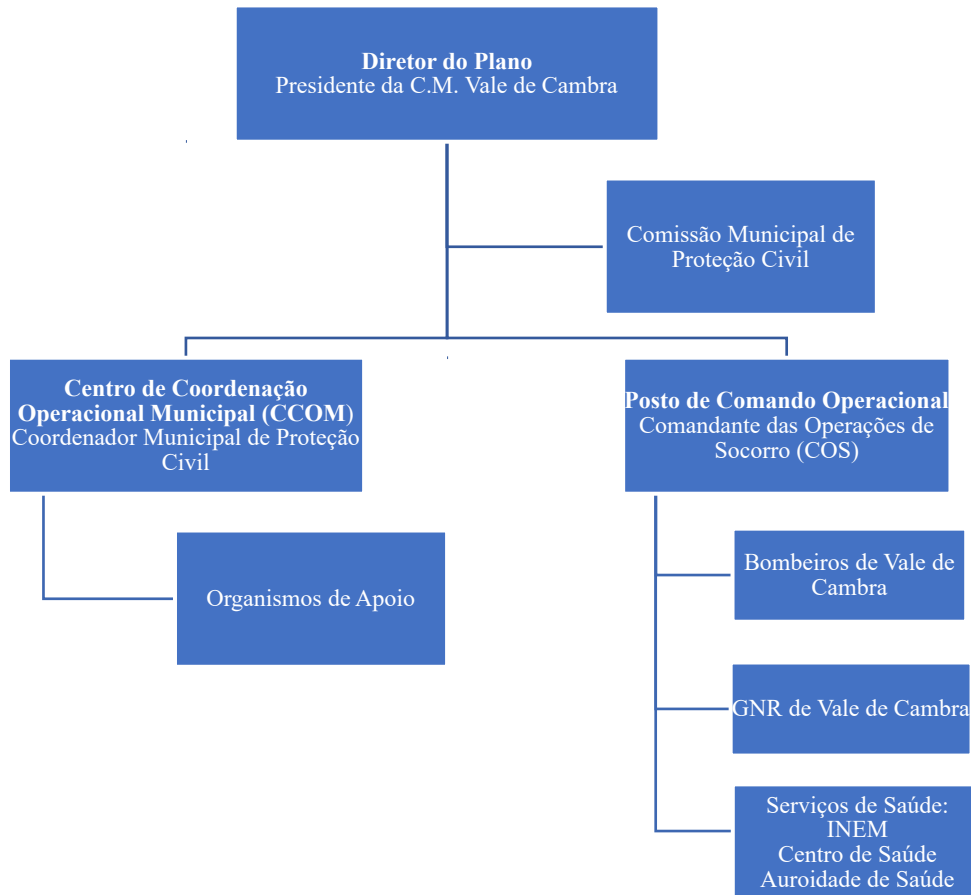 Diretor do Plano
Presidente da C.M. Vale de Cambra
Comissão Municipal de
Proteção Civil
Centro de Coordenação
Operacional Municipal (CCOM)
Coordenador Municipal de Proteção
Civil
Posto de Comando Operacional
Comandante das Operações de
Socorro (COS)
Organismos de Apoio
Bombeiros de Vale de
Cambra
GNR de Vale de Cambra
Serviços de Saúde:
INEM
Centro de Saúde
Auroidade de Saúde